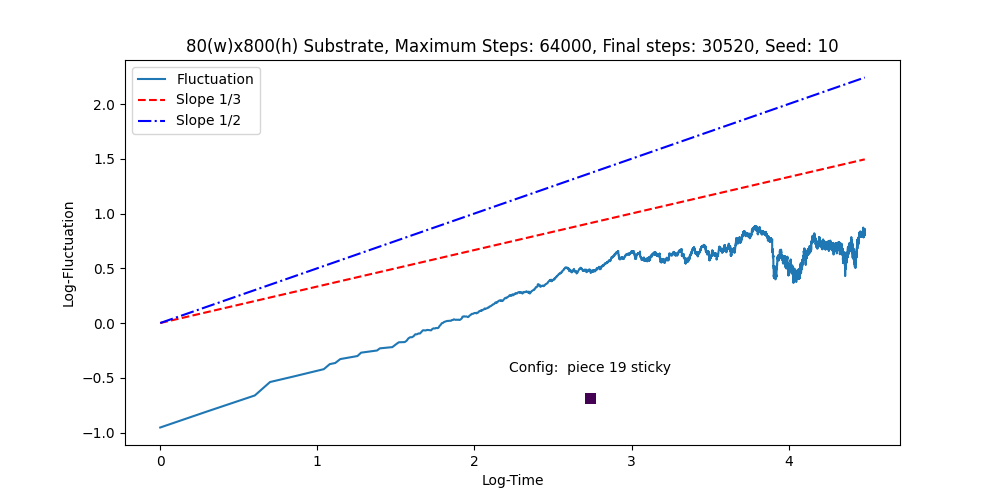 80(w)x800(h) Substrate, Maximum Steps: 64000, Final steps: 30520, Seed: 10
Fluctuation
Slope 1/3
Slope 1/2
2.0
1.5
1.0
0.5
0.0
−0.5
−1.0
Log-Fluctuation
Config:  piece 19 sticky
0 1 2 3 4
Log-Time